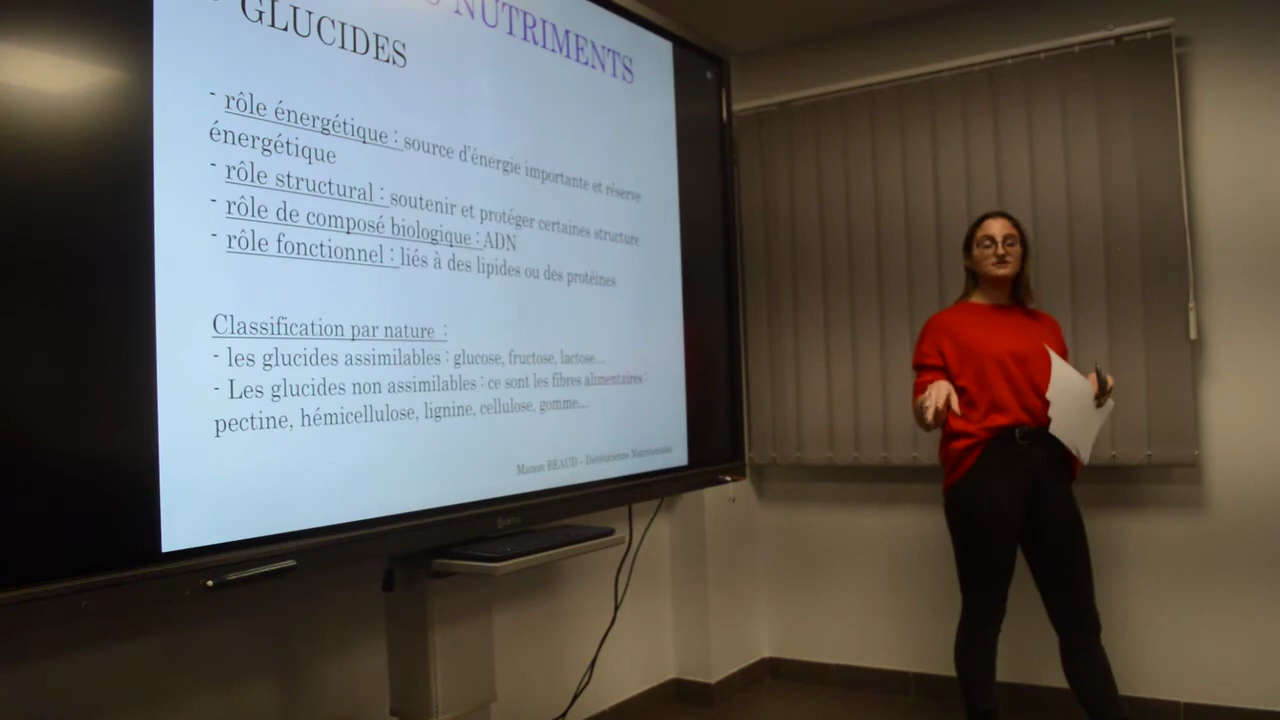 NUTRIMENTS
GLUCIDES
- rôle énergétique : source d'énergie importante et réserve
énergétique
- rôle structural : soutenir et protéger certaines structure
- rôle de composé biologique : ADN
- rôle fonctionnel : liés à des lipides ou des protéines
Classification par nature :
- les glucides assimilables : glucose, fructose, lactose...
- Les glucides non assimilables : ce sont les fibres alimentaires :
pectine, hémicellulose, lignine, cellulose, gomme...
Manon BEAUD – Diététicienne Nutritionniste